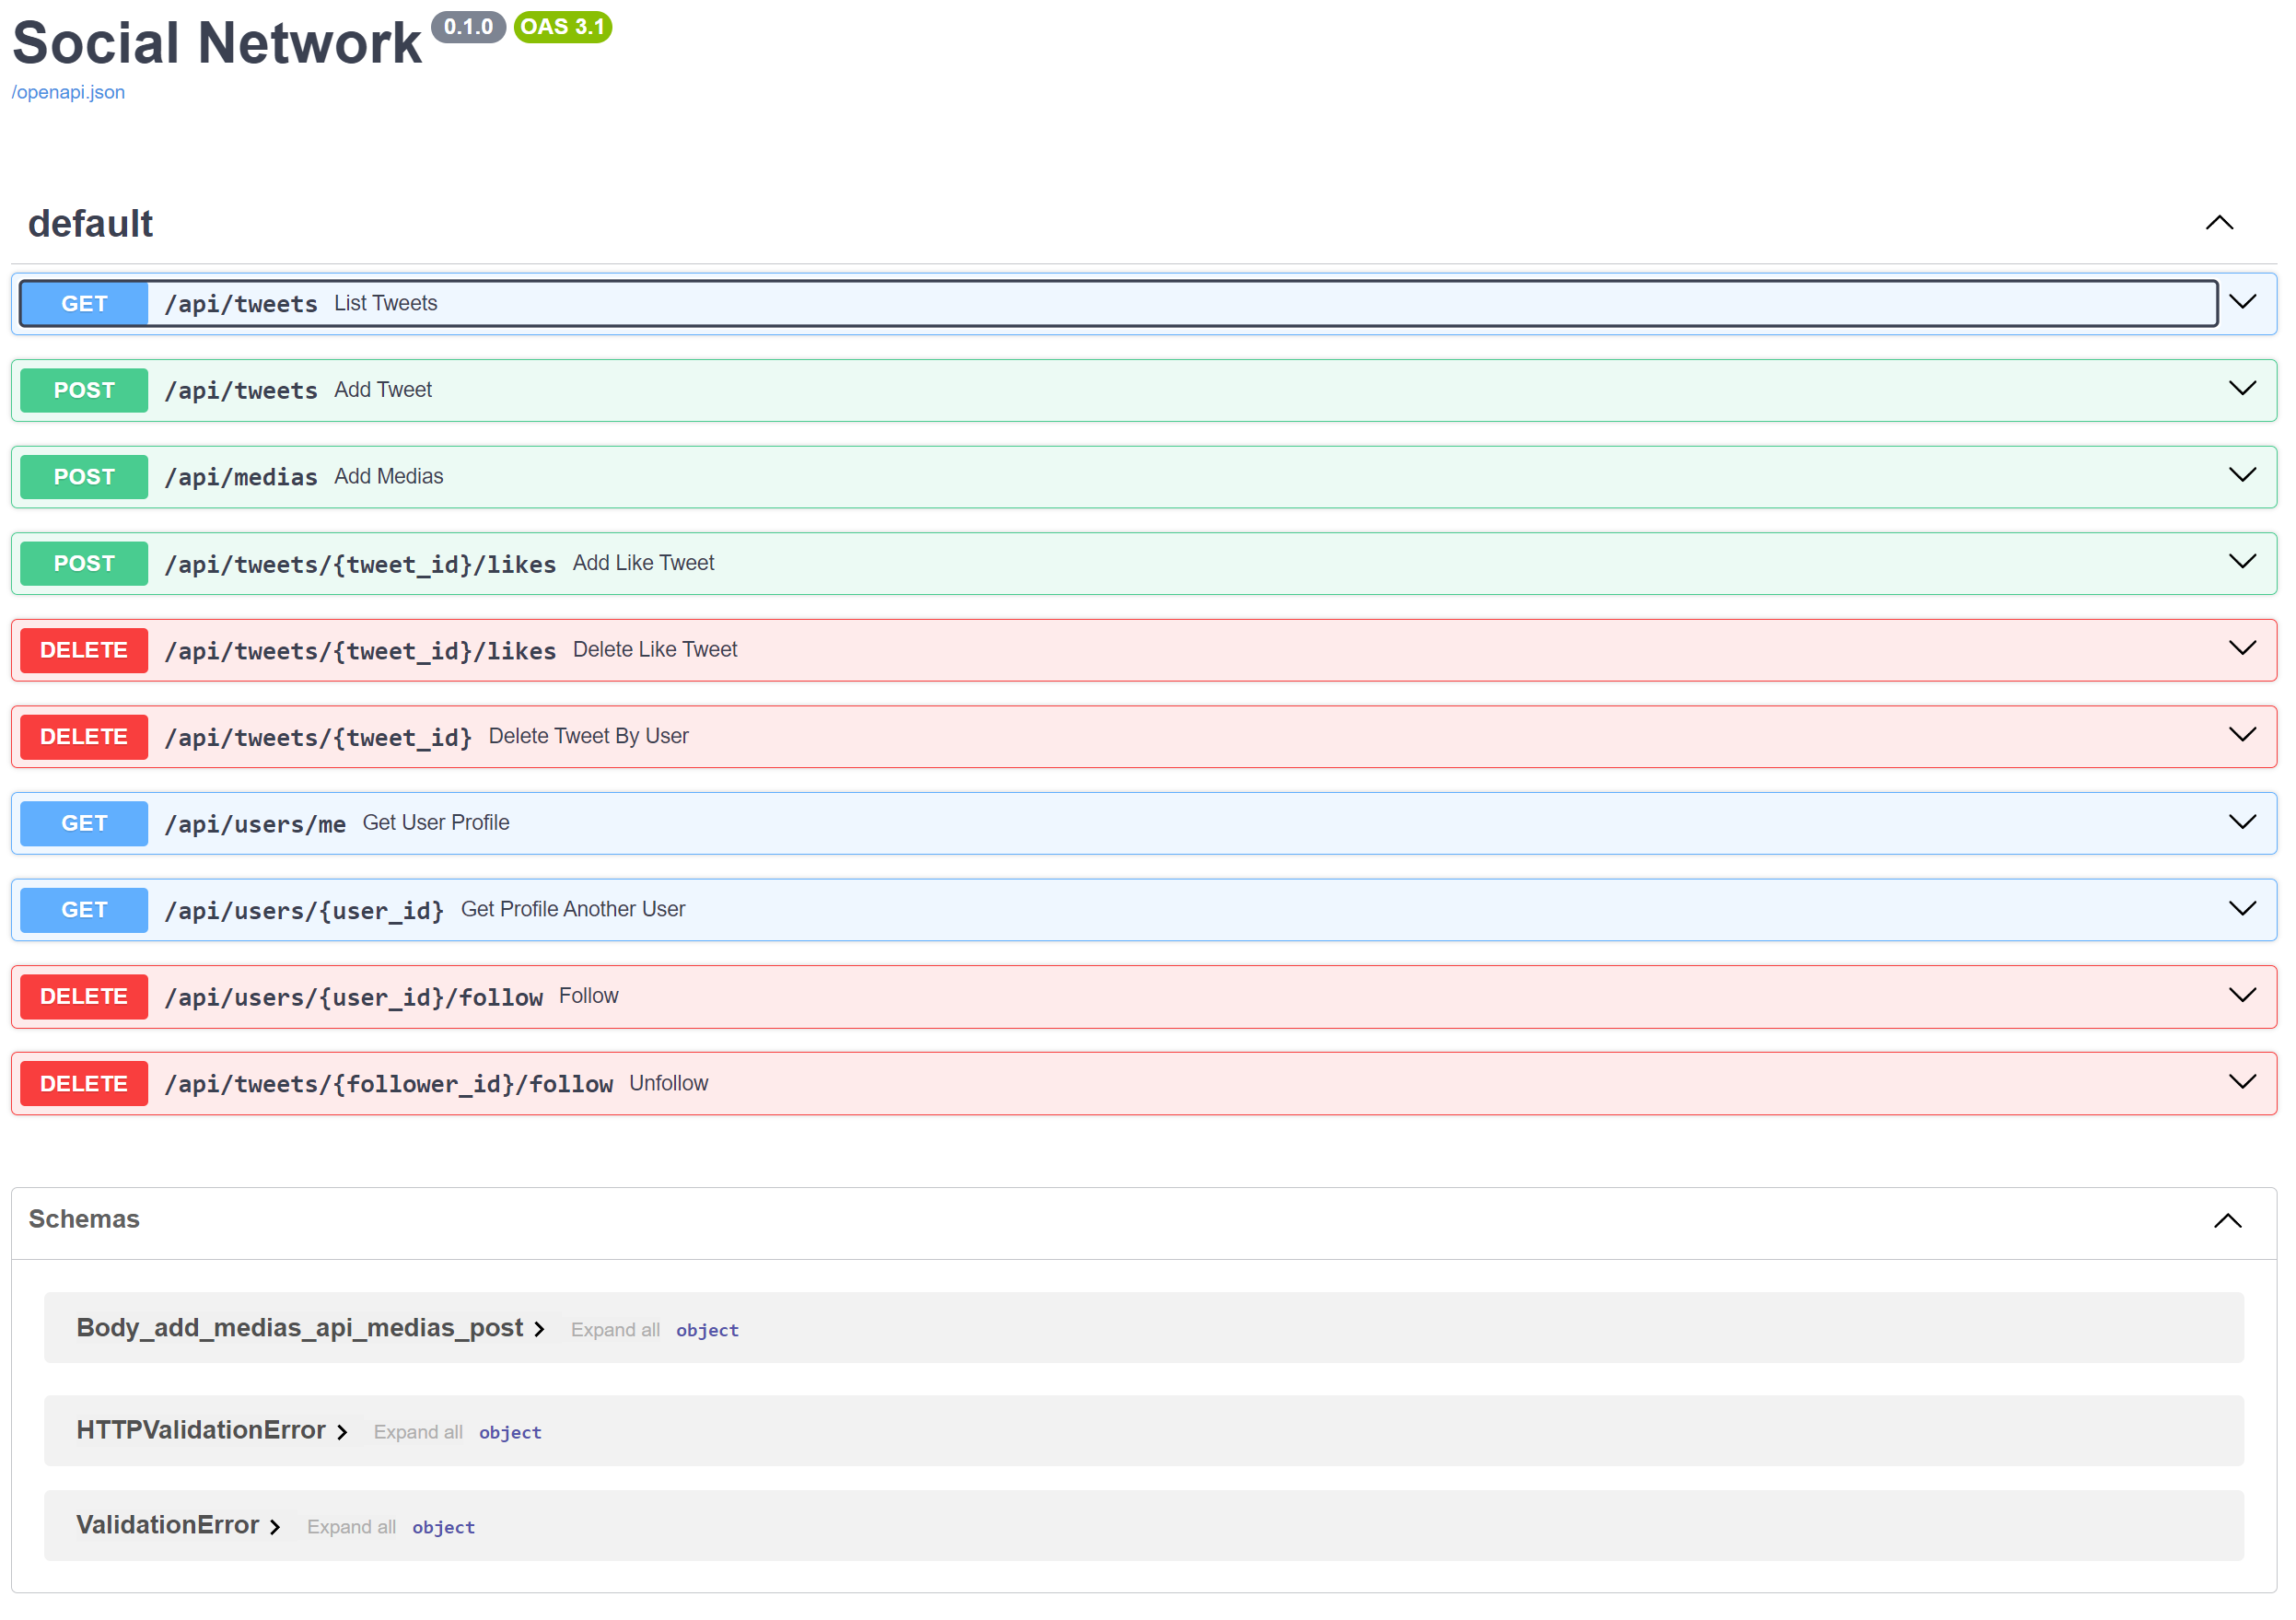 Social Network 0.1.0 OAS 3.1
/openapi.json
default
GET /api/tweets List Tweets
POST /api/tweets Add Tweet
POST /api/medias Add Medias
POST /api/tweets/{tweet_id}/likes Add Like Tweet
DELETE /api/tweets/{tweet_id}/likes Delete Like Tweet
DELETE /api/tweets/{tweet_id} Delete Tweet By User
GET /api/users/me Get User Profile
GET /api/users/{user_id} Get Profile Another User
DELETE /api/users/{user_id}/follow Follow
DELETE /api/tweets/{follower_id}/follow Unfollow
Schemas
Body_add_medias_api_medias_post Expand all object
HTTPValidationError Expand all object
ValidationError Expand all object